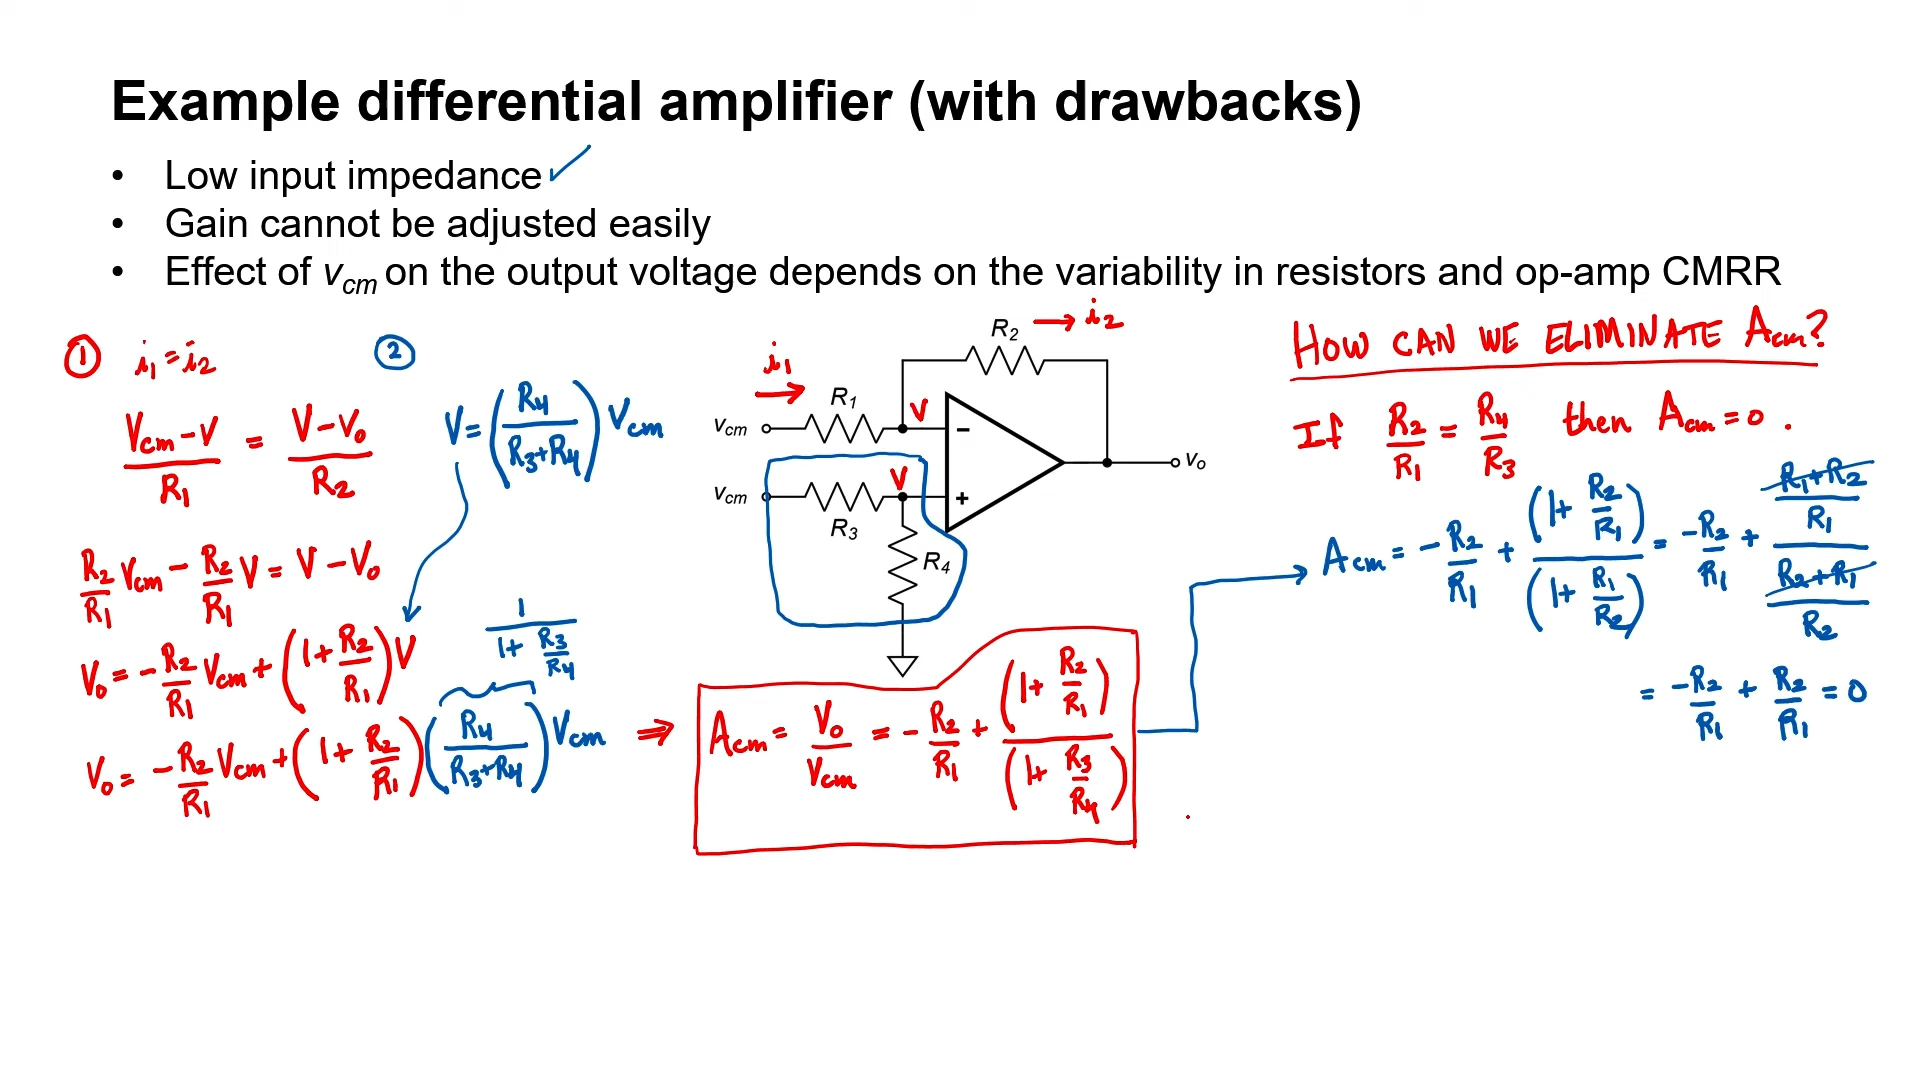 Example differential amplifier (with drawbacks)
• Low input impedance ✓
• Gain cannot be adjusted easily
• Effect of v_cm on the output voltage depends on the variability in resistors and op-amp CMRR
① i₁ = i₂
(Vcm − V)/R₁ = (V − Vo)/R₂
R₂/R₁ Vcm − R₂/R₁ V = V − Vo
Vo = −R₂/R₁ Vcm + (1 + R₂/R₁) V
Vo = −R₂/R₁ Vcm + (1 + R₂/R₁) (R₄/(R₃+R₄)) Vcm
②
V = (R₄/(R₃+R₄)) Vcm
1/(1 + R₃/R₄)
i₁ →
→ i₂
R₂
R₁
v_cm
V
−
v_cm
V
+
v_o
R₃
R₄
⇒ Acm = Vo/Vcm = −R₂/R₁ + (1 + R₂/R₁)/(1 + R₃/R₄)
HOW CAN WE ELIMINATE Acm?
If R₂/R₁ = R₄/R₃ then Acm = 0 .
Acm = −R₂/R₁ + (1 + R₂/R₁)/(1 + R₁/R₂) = −R₂/R₁ + ((R₁+R₂)/R₁)/((R₂+R₁)/R₂)
= −R₂/R₁ + R₂/R₁ = 0